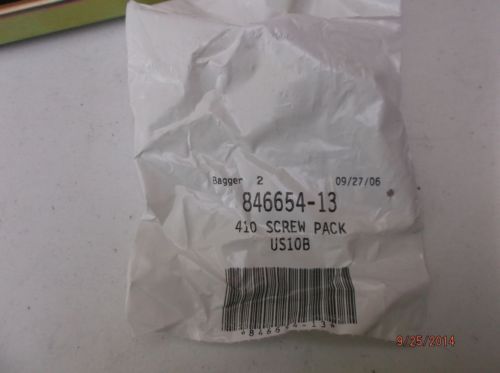 Bagger 2 09/27/06
846654-13
410 SCREW PACK
US10B
*846654-13*
9/25/2014